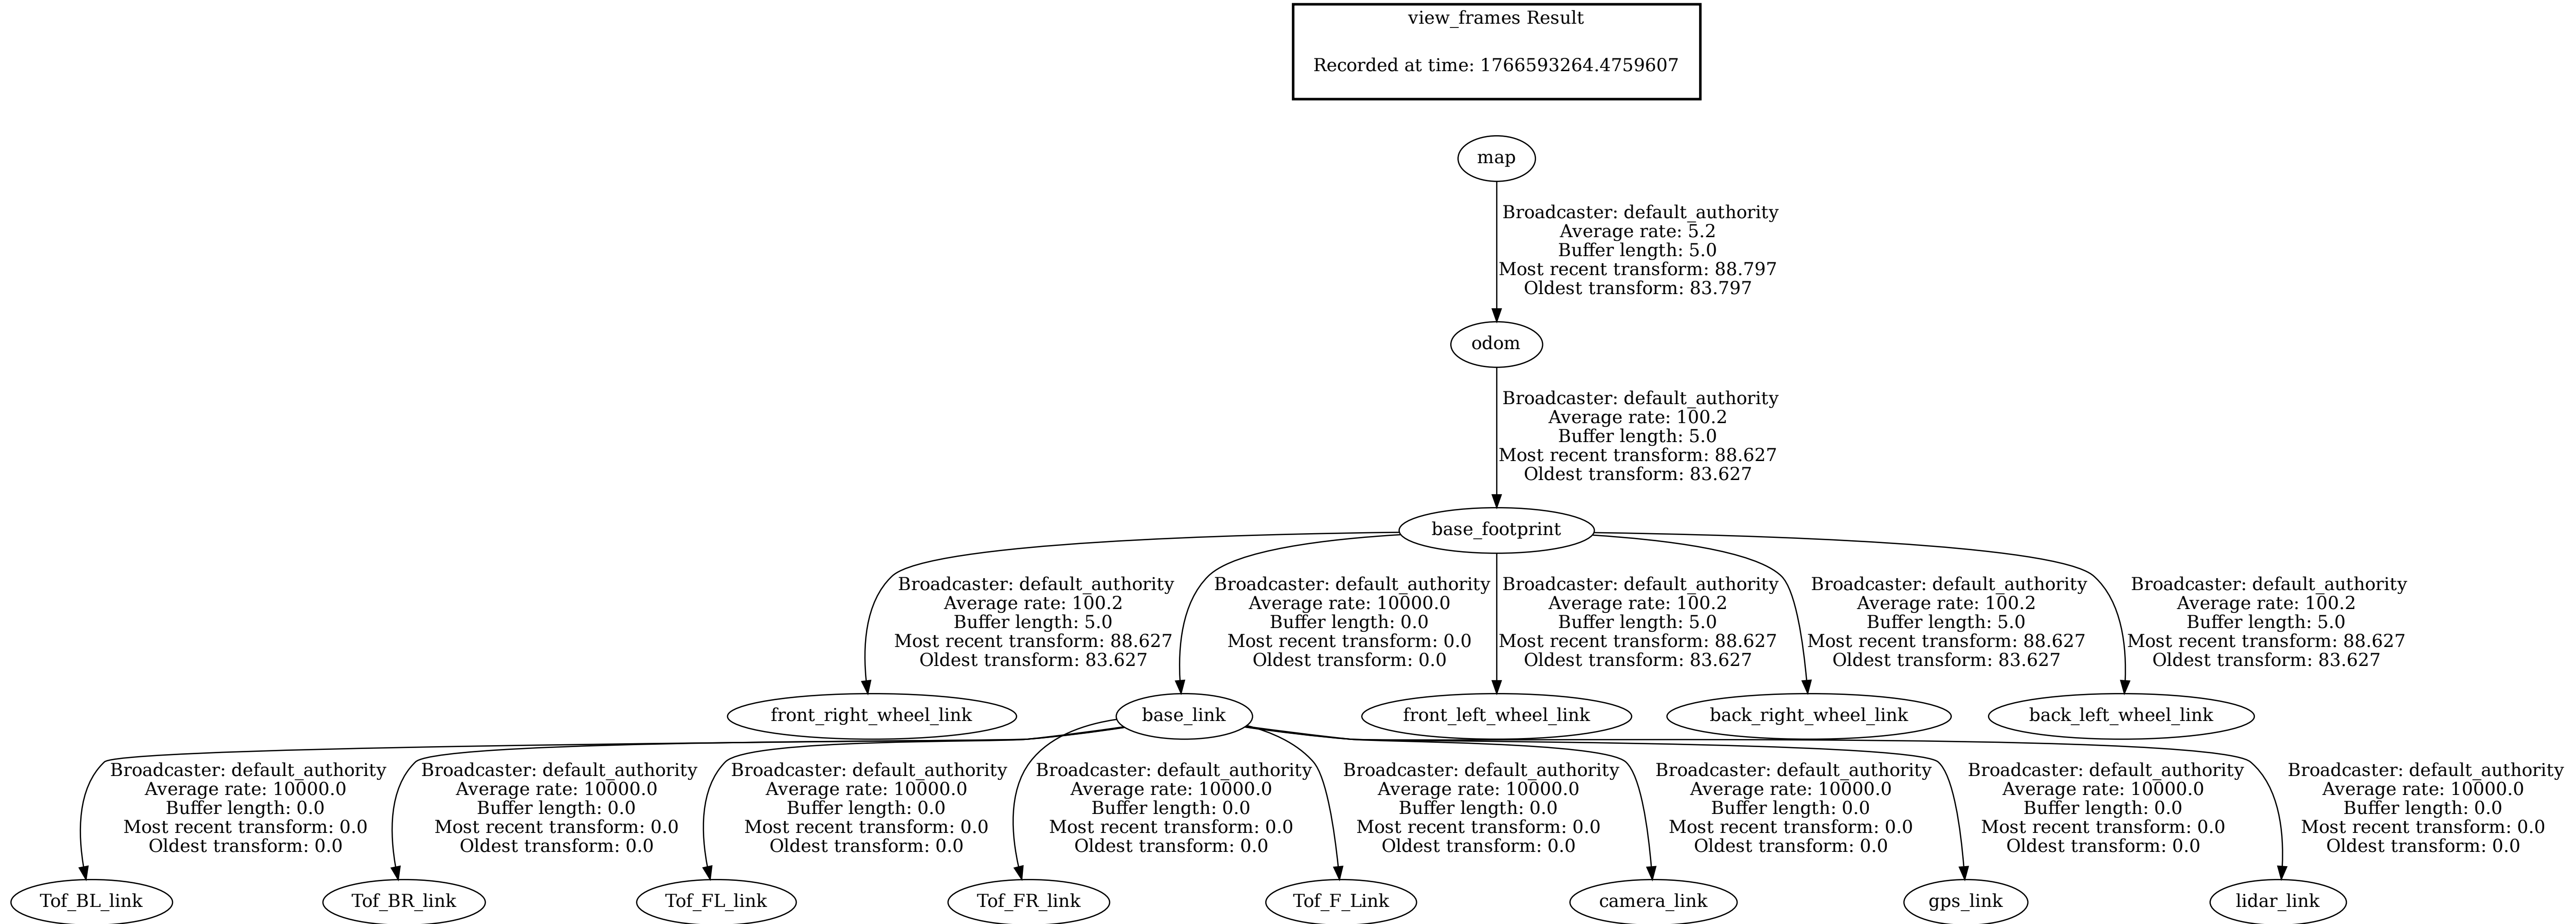 view_frames Result
Recorded at time: 1766593264.4759607
map
Broadcaster: default_authority
Average rate: 5.2
Buffer length: 5.0
Most recent transform: 88.797
Oldest transform: 83.797
odom
Broadcaster: default_authority
Average rate: 100.2
Buffer length: 5.0
Most recent transform: 88.627
Oldest transform: 83.627
base_footprint
Broadcaster: default_authority
Average rate: 100.2
Buffer length: 5.0
Most recent transform: 88.627
Oldest transform: 83.627
Broadcaster: default_authority
Average rate: 10000.0
Buffer length: 0.0
Most recent transform: 0.0
Oldest transform: 0.0
Broadcaster: default_authority
Average rate: 100.2
Buffer length: 5.0
Most recent transform: 88.627
Oldest transform: 83.627
Broadcaster: default_authority
Average rate: 100.2
Buffer length: 5.0
Most recent transform: 88.627
Oldest transform: 83.627
Broadcaster: default_authority
Average rate: 100.2
Buffer length: 5.0
Most recent transform: 88.627
Oldest transform: 83.627
front_right_wheel_link
base_link
front_left_wheel_link
back_right_wheel_link
back_left_wheel_link
Broadcaster: default_authority
Average rate: 10000.0
Buffer length: 0.0
Most recent transform: 0.0
Oldest transform: 0.0
Broadcaster: default_authority
Average rate: 10000.0
Buffer length: 0.0
Most recent transform: 0.0
Oldest transform: 0.0
Broadcaster: default_authority
Average rate: 10000.0
Buffer length: 0.0
Most recent transform: 0.0
Oldest transform: 0.0
Broadcaster: default_authority
Average rate: 10000.0
Buffer length: 0.0
Most recent transform: 0.0
Oldest transform: 0.0
Broadcaster: default_authority
Average rate: 10000.0
Buffer length: 0.0
Most recent transform: 0.0
Oldest transform: 0.0
Broadcaster: default_authority
Average rate: 10000.0
Buffer length: 0.0
Most recent transform: 0.0
Oldest transform: 0.0
Broadcaster: default_authority
Average rate: 10000.0
Buffer length: 0.0
Most recent transform: 0.0
Oldest transform: 0.0
Broadcaster: default_authority
Average rate: 10000.0
Buffer length: 0.0
Most recent transform: 0.0
Oldest transform: 0.0
Tof_BL_link
Tof_BR_link
Tof_FL_link
Tof_FR_link
Tof_F_Link
camera_link
gps_link
lidar_link